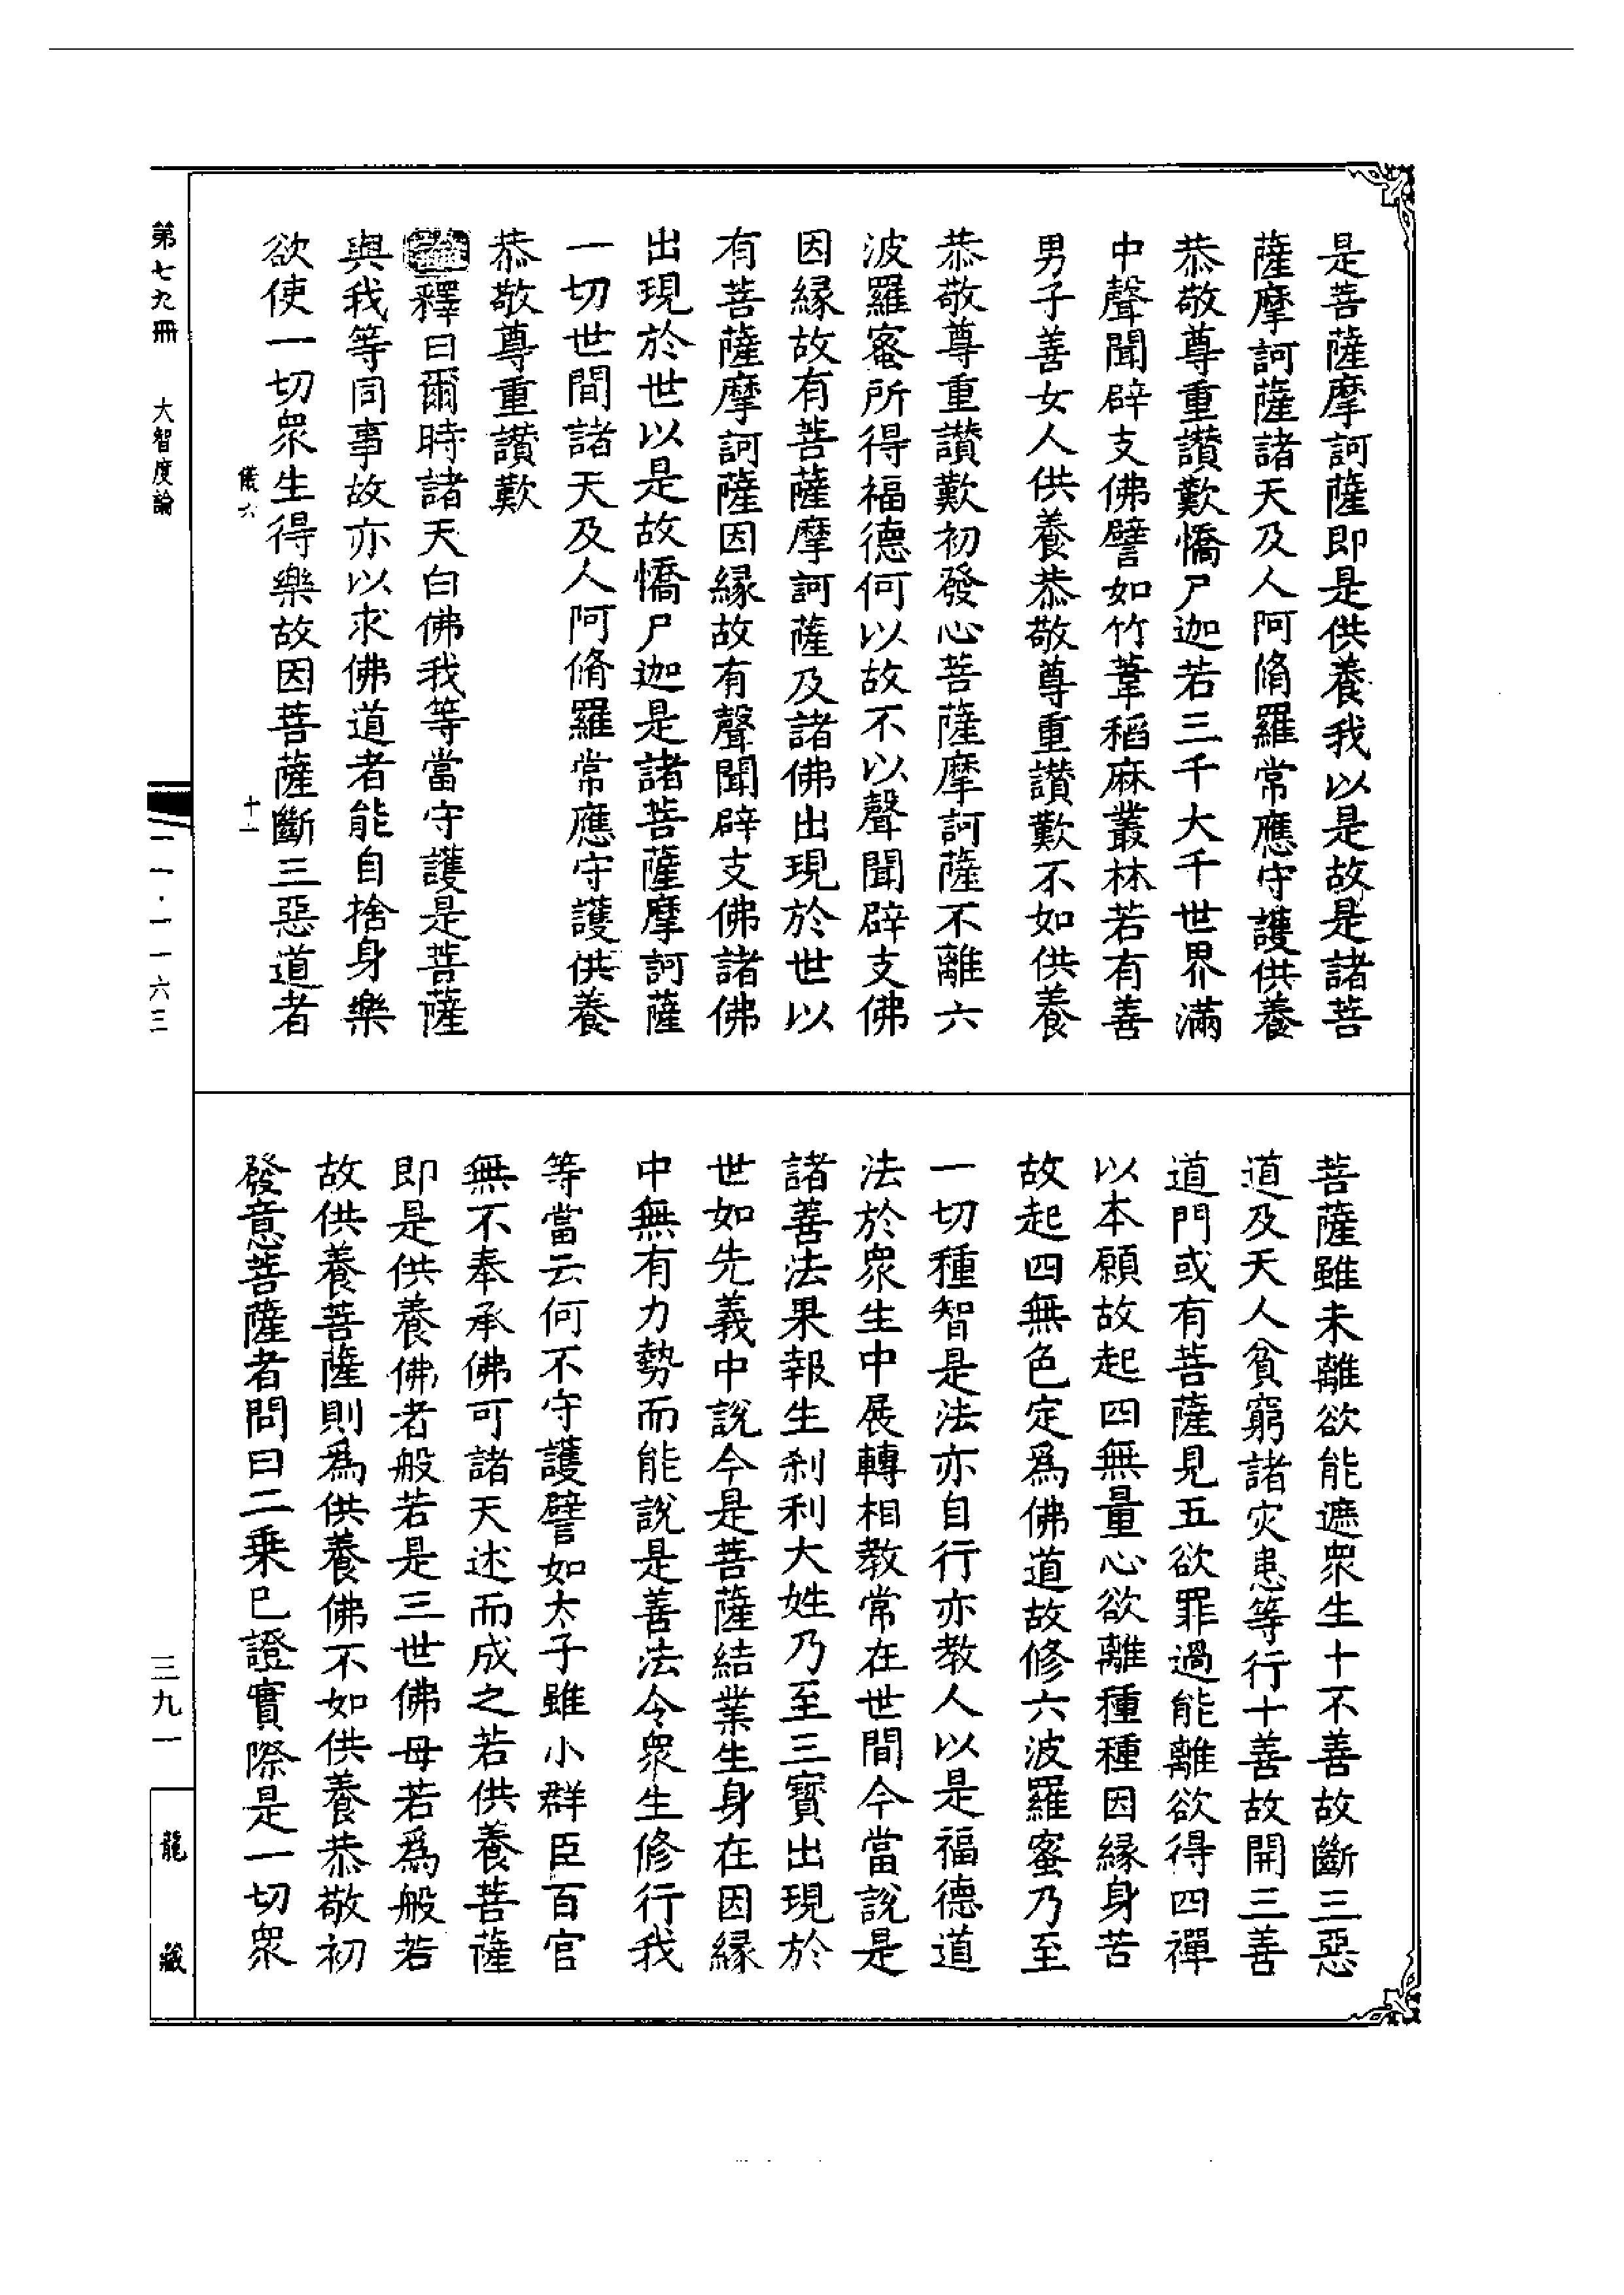 是菩薩摩訶薩即是供養我以是故是諸菩
薩摩訶薩諸天及人阿脩羅常應守護供養
恭敬尊重讃歎憍尸迦若三千大千世界滿
中聲聞辟支佛譬如竹葦稻麻叢林若有善
男子善女人供養恭敬尊重讃歎不如供養
恭敬尊重讃歎初發心菩薩摩訶薩不離六
波羅蜜所得福德何以故不以聲聞辟支佛
因縁故有菩薩摩訶薩及諸佛出現於世以
有菩薩摩訶薩因縁故有聲聞辟支佛諸佛
出現於世以是故憍尸迦是諸菩薩摩訶薩
一切世間諸天及人阿脩羅常應守護供養
恭敬尊重讃歎
論釋曰爾時諸天白佛我等當守護是菩薩
與我等同事故亦以求佛道者能自捨身樂
欲使一切衆生得樂故因菩薩斷三惡道者
儀六
十一
菩薩雖未離欲能遮衆生十不善故斷三惡
道及天人貧窮諸灾患等行十善故開三善
道門或有菩薩見五欲罪過能離欲得四禪
以本願故起四無量心欲離種種因緣身苦
故起四無色定爲佛道故修六波羅蜜乃至
一切種智是法亦自行亦教人以是福德道
法於衆生中展轉相教常在世間今當說是
諸善法果報生刹利大姓乃至三寳出現於
世如先義中說今是菩薩結業生身在因緣
中無有力勢而能說是善法令衆生修行我
等當云何不守護譬如太子雖小群臣百官
無不奉承佛可諸天述而成之若供養菩薩
即是供養佛者般若是三世佛母若爲般若
故供養菩薩則爲供養佛不如供養恭敬初
發意菩薩者問曰二乗已證實際是一切衆
第七九冊
大智度論
一一·一一六三
三九一
龍藏